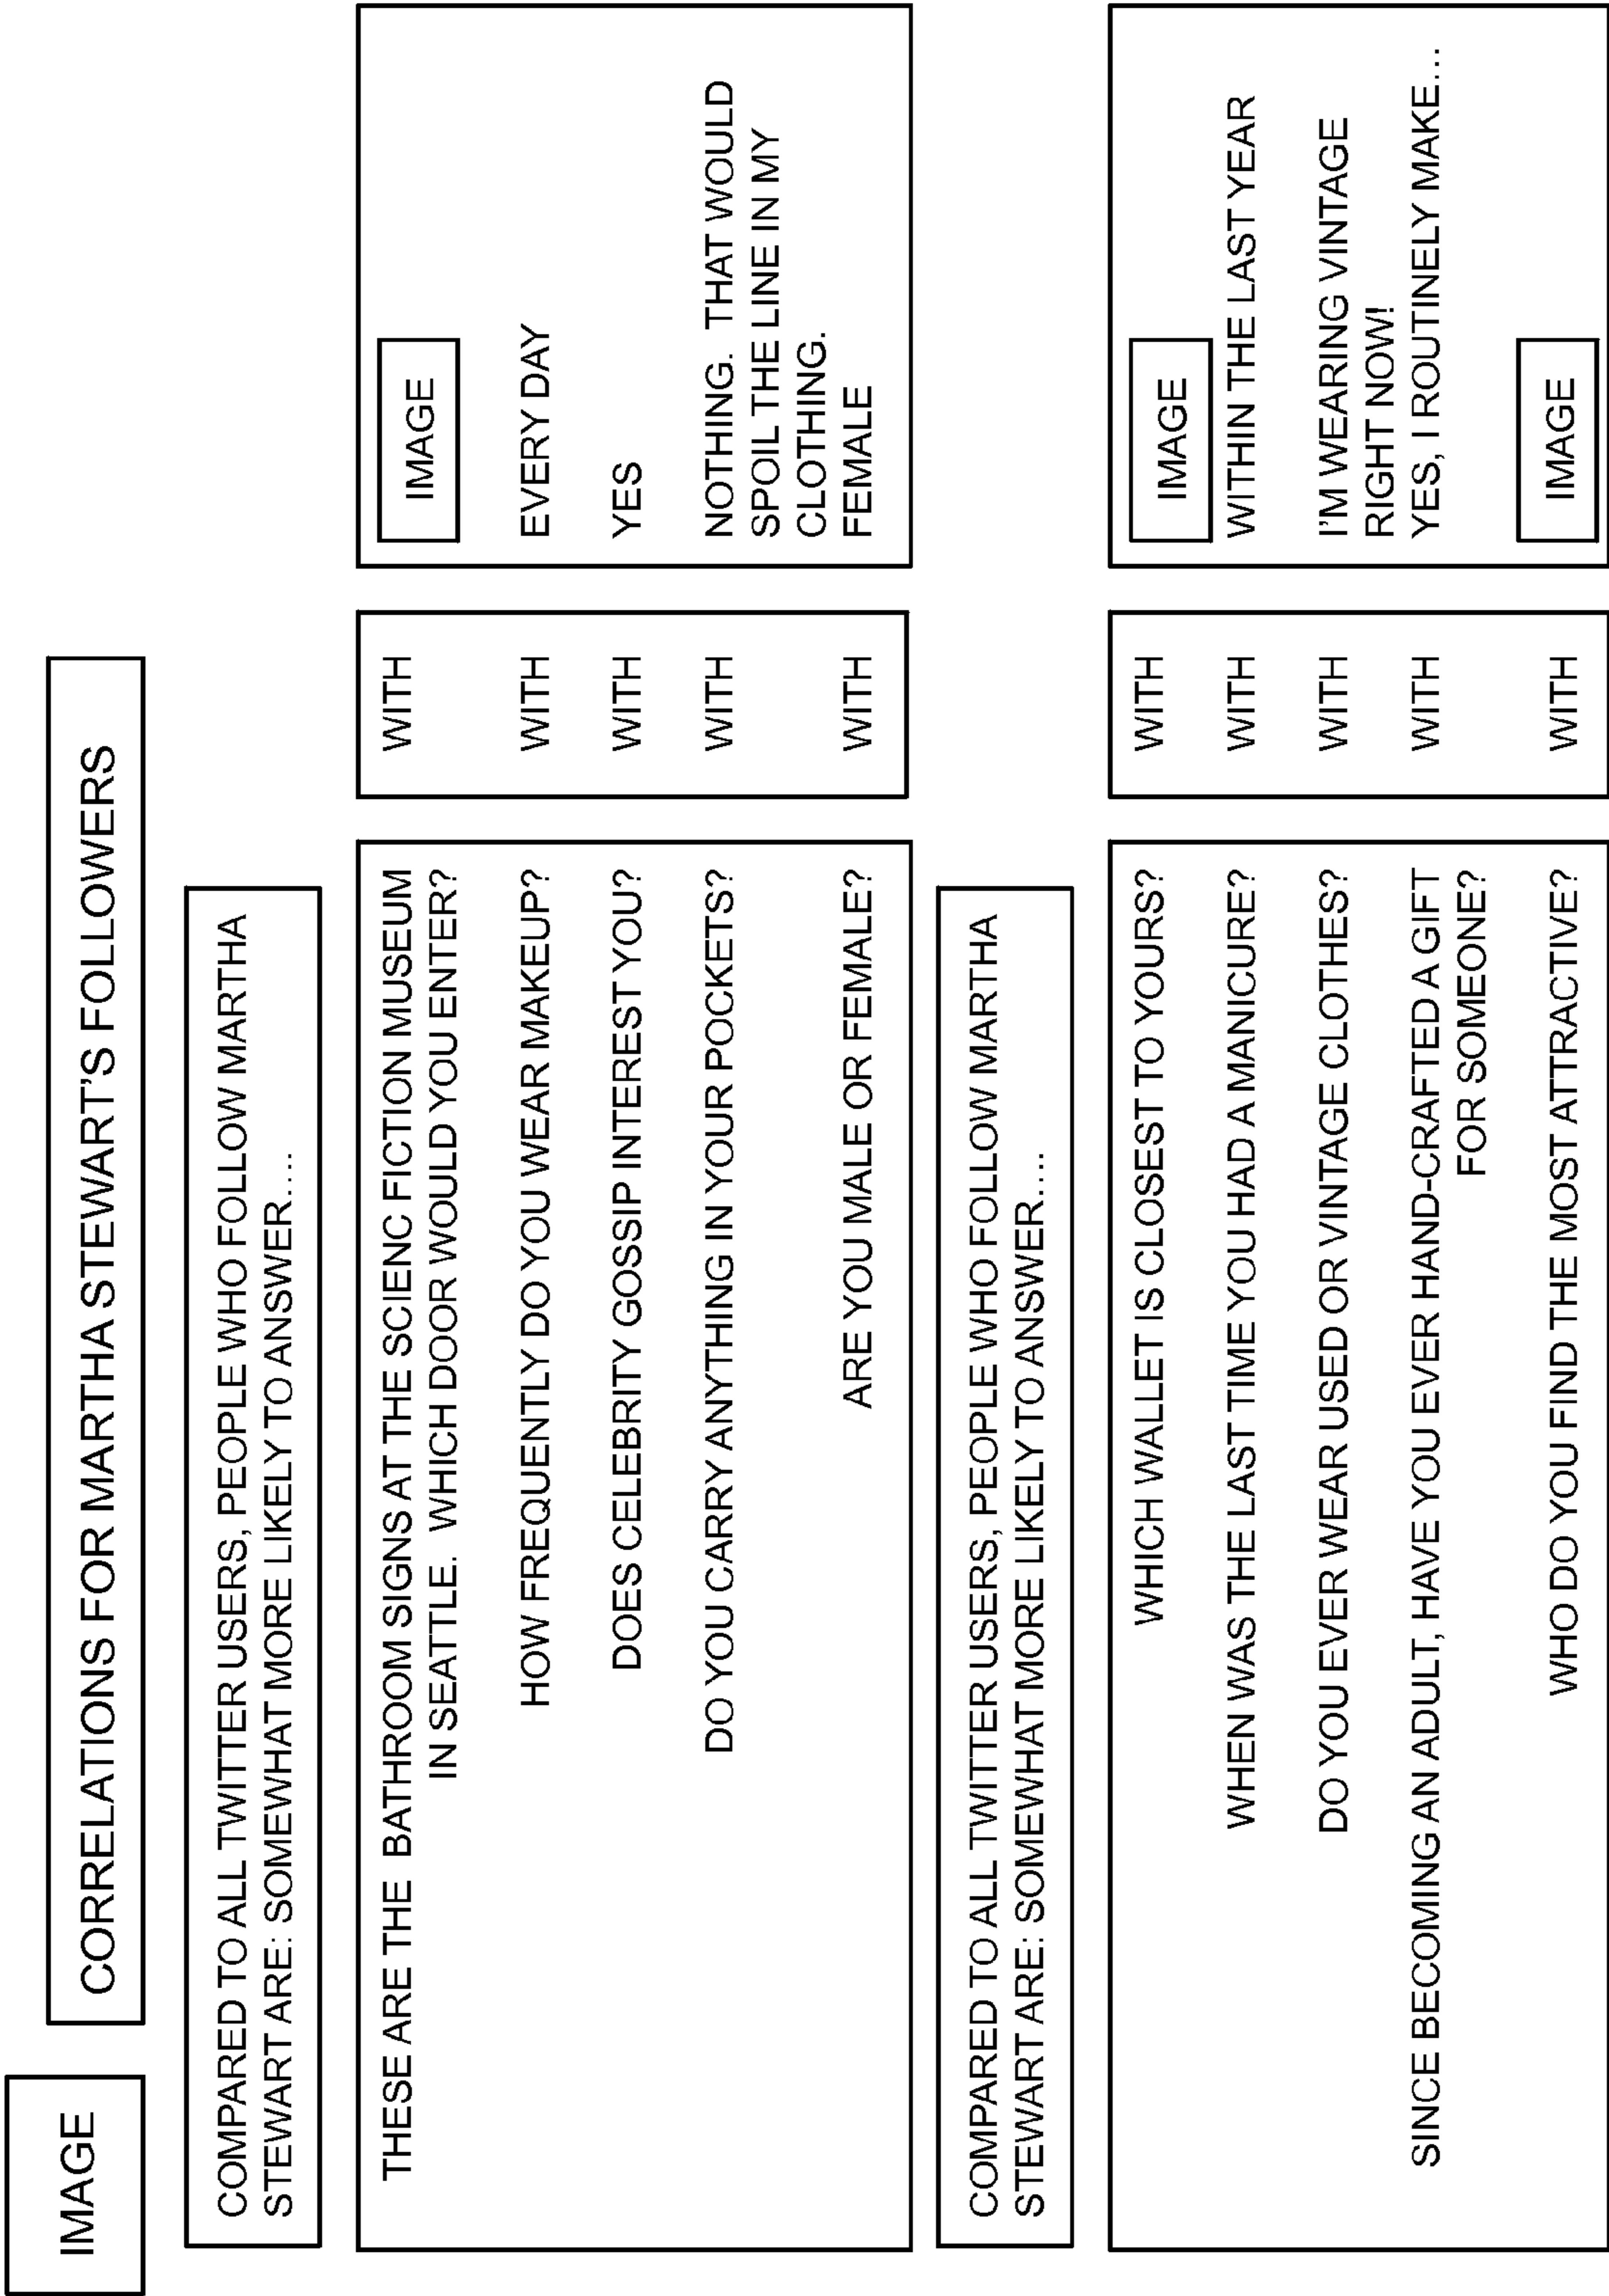 IMAGE
CORRELATIONS FOR MARTHA STEWART'S FOLLOWERS
COMPARED TO ALL TWITTER USERS, PEOPLE WHO FOLLOW MARTHA
STEWART ARE: SOMEWHAT MORE LIKELY TO ANSWER....
THESE ARE THE BATHROOM SIGNS AT THE SCIENC FICTION MUSEUM
IN SEATTLE. WHICH DOOR WOULD YOU ENTER?
WITH
IMAGE
HOW FREQUENTLY DO YOU WEAR MAKEUP?
WITH
EVERY DAY
DOES CELEBRITY GOSSIP INTEREST YOU?
WITH
YES
DO YOU CARRY ANYTHING IN YOUR POCKETS?
WITH
NOTHING. THAT WOULD
SPOIL THE LINE IN MY
CLOTHING.
ARE YOU MALE OR FEMALE?
WITH
FEMALE
COMPARED TO ALL TWITTER USERS, PEOPLE WHO FOLLOW MARTHA
STEWART ARE: SOMEWHAT MORE LIKELY TO ANSWER....
WHICH WALLET IS CLOSEST TO YOURS?
WITH
IMAGE
WHEN WAS THE LAST TIME YOU HAD A MANICURE?
WITH
WITHIN THE LAST YEAR
DO YOU EVER WEAR USED OR VINTAGE CLOTHES?
WITH
I'M WEARING VINTAGE
RIGHT NOW!
SINCE BECOMING AN ADULT, HAVE YOU EVER HAND-CRAFTED A GIFT
FOR SOMEONE?
WITH
YES, I ROUTINELY MAKE...
WHO DO YOU FIND THE MOST ATTRACTIVE?
WITH
IMAGE